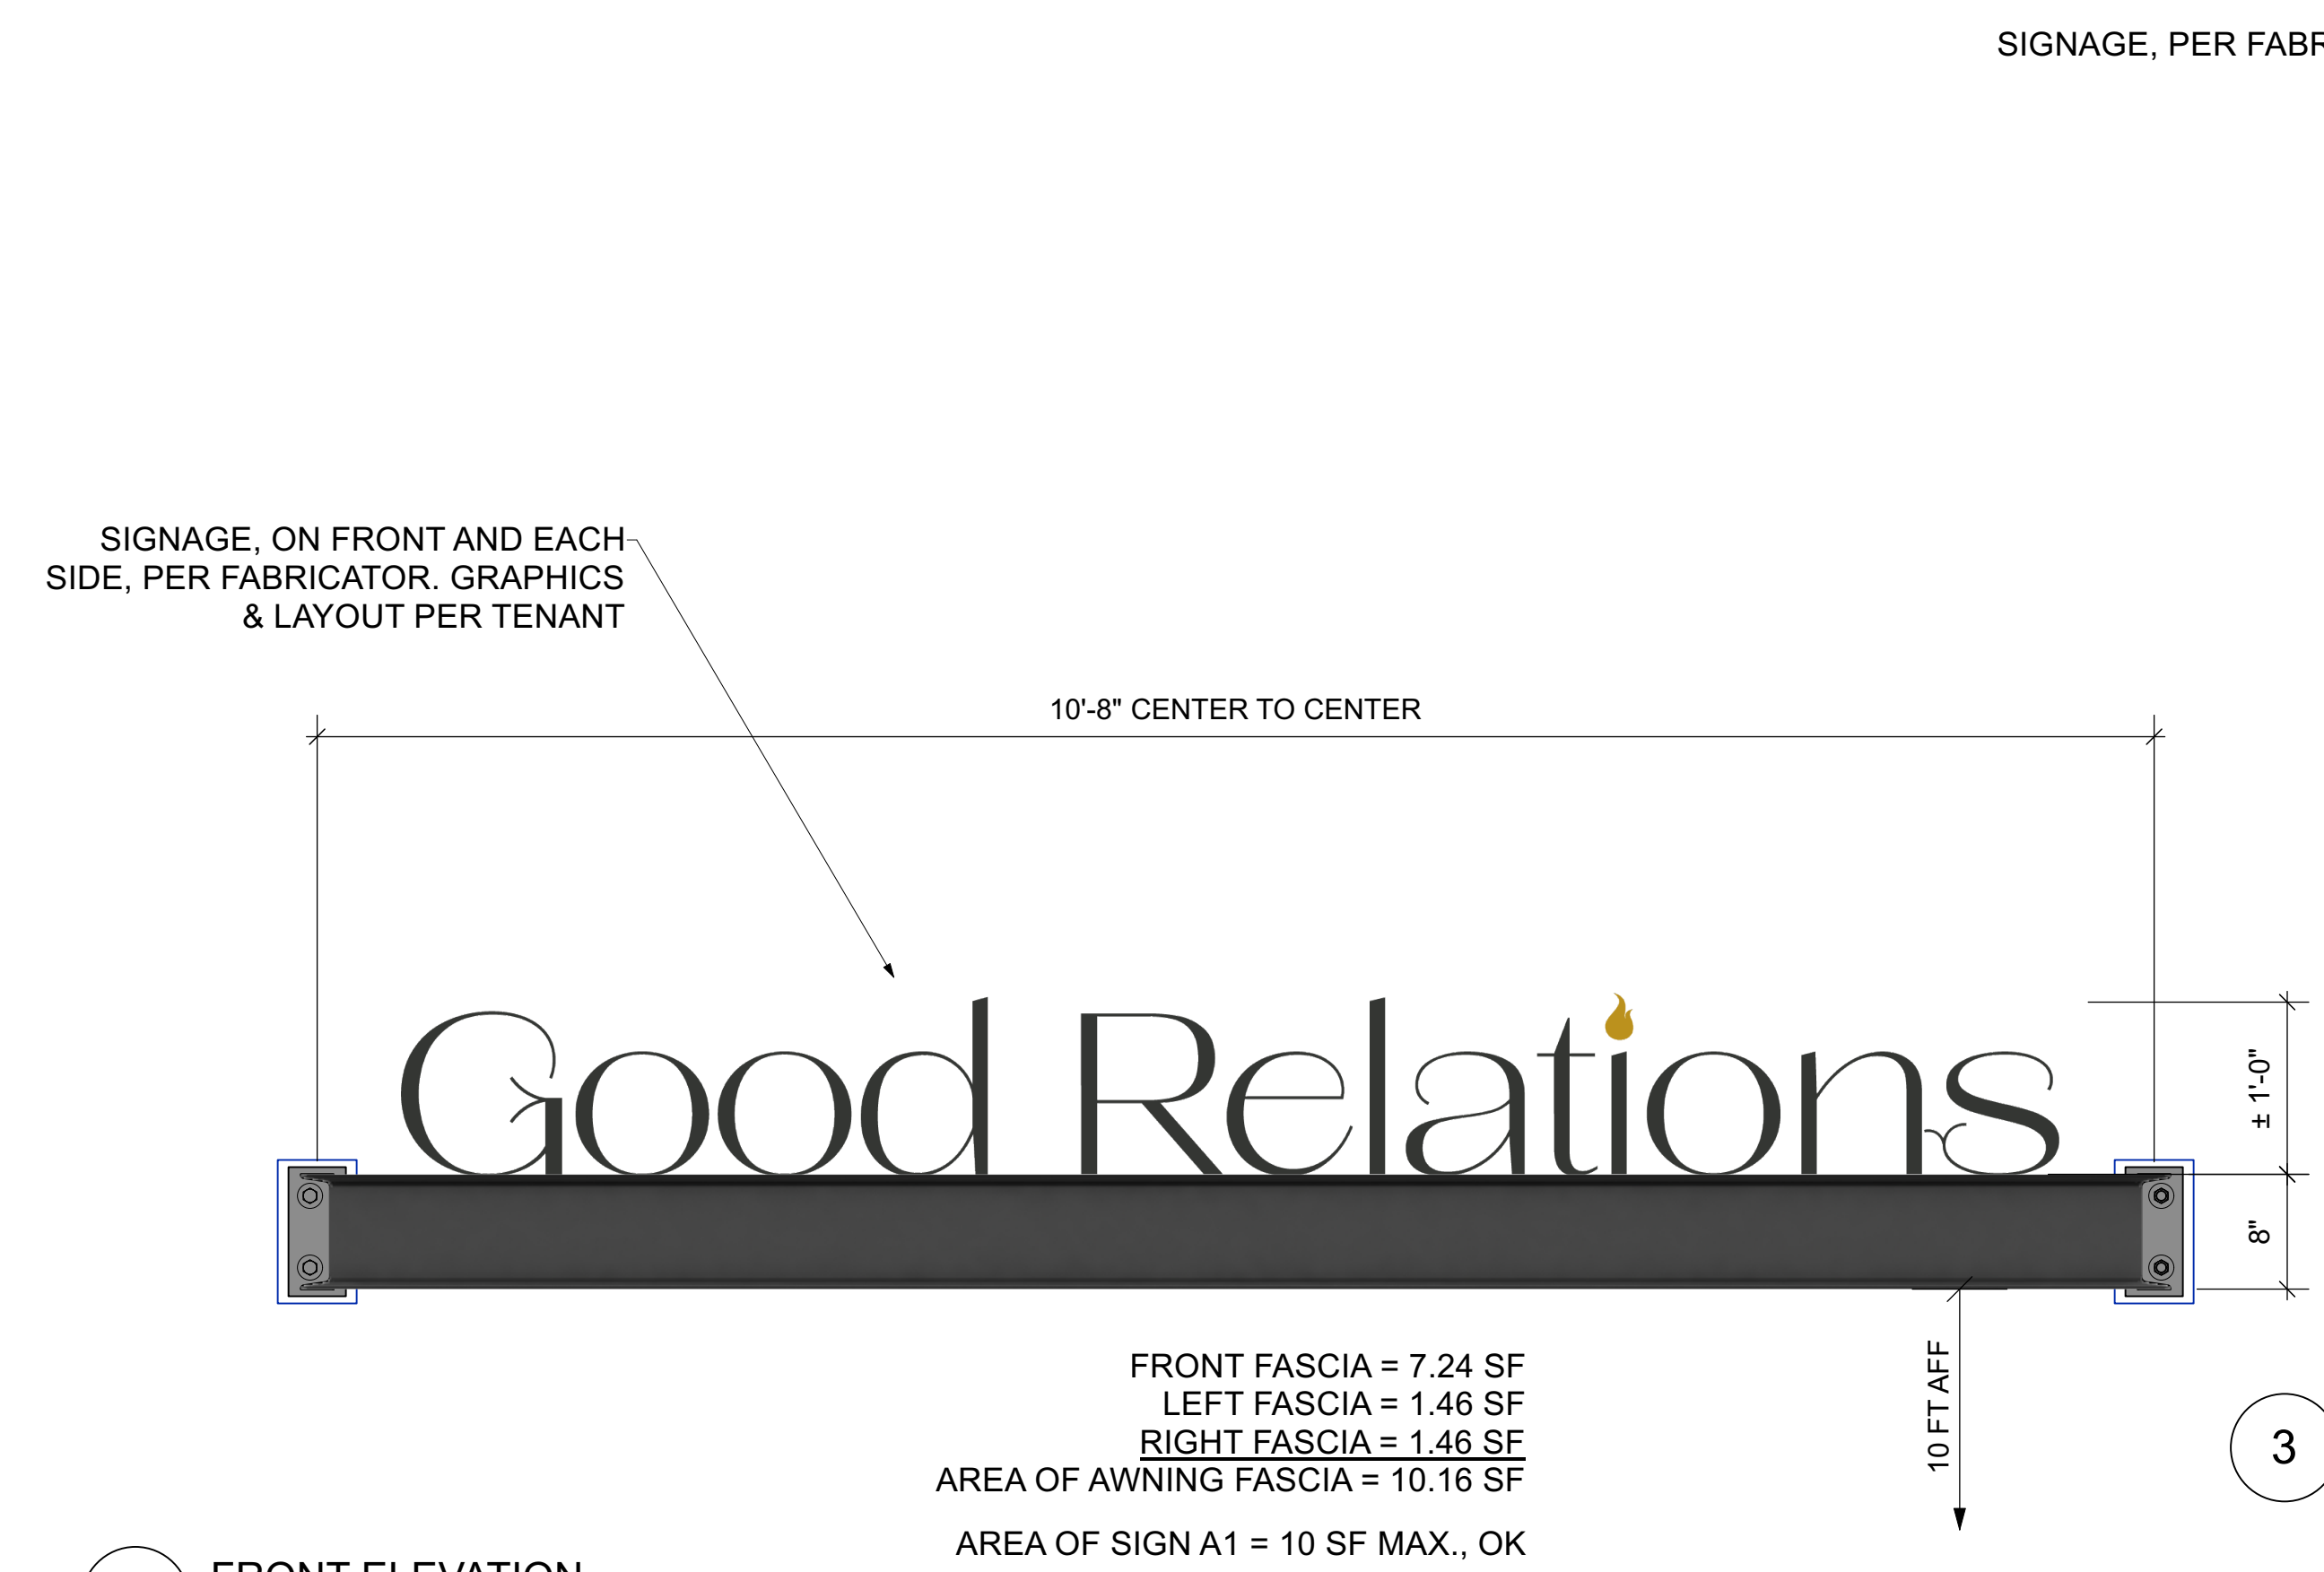 SIGNAGE, PER FABR
SIGNAGE, ON FRONT AND EACH
SIDE, PER FABRICATOR. GRAPHICS
& LAYOUT PER TENANT
10'-8" CENTER TO CENTER
Good Relations
± 1'-0"
8"
10 FT AFF
FRONT FASCIA = 7.24 SF
LEFT FASCIA = 1.46 SF
RIGHT FASCIA = 1.46 SF
AREA OF AWNING FASCIA = 10.16 SF
3
AREA OF SIGN A1 = 10 SF MAX., OK
FRONT ELEVATION